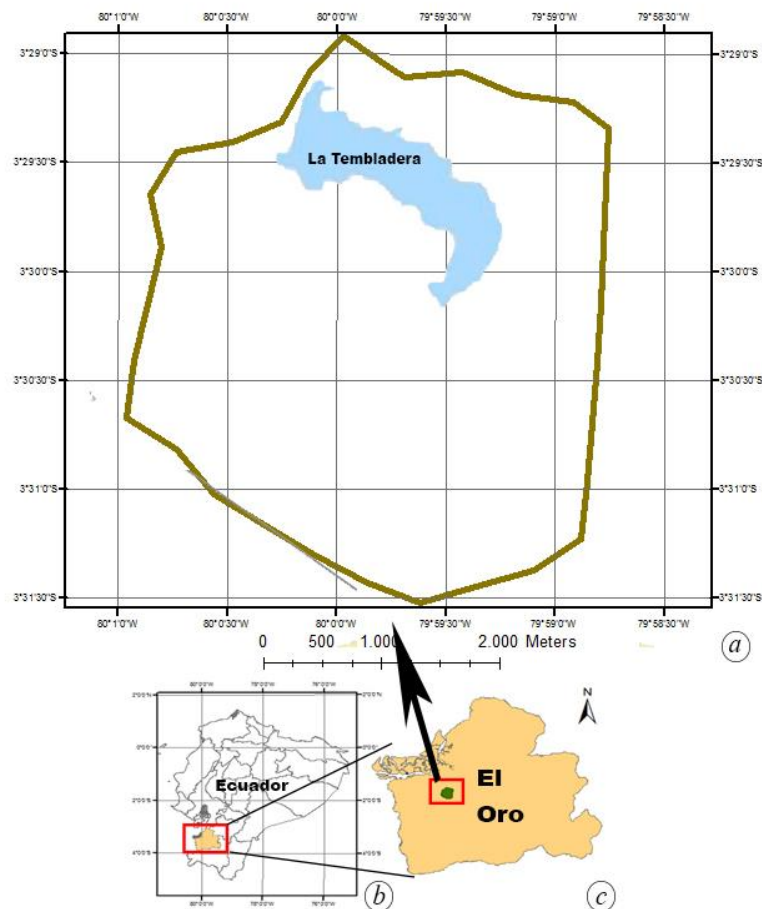 80°1'0"W 80°0'30"W 80°0'0"W 79°59'30"W 79°59'0"W 79°58'30"W
3°29'0"S 3°29'0"S
3°29'30"S 3°29'30"S
La Tembladera
3°30'0"S 3°30'0"S
3°30'30"S 3°30'30"S
3°31'0"S 3°31'0"S
3°31'30"S 3°31'30"S
80°1'0"W 80°0'30"W 80°0'0"W 79°59'30"W 79°59'0"W 79°58'30"W
0 500 1.000 2.000 Meters
a
N
Ecuador
El
Oro
b
c